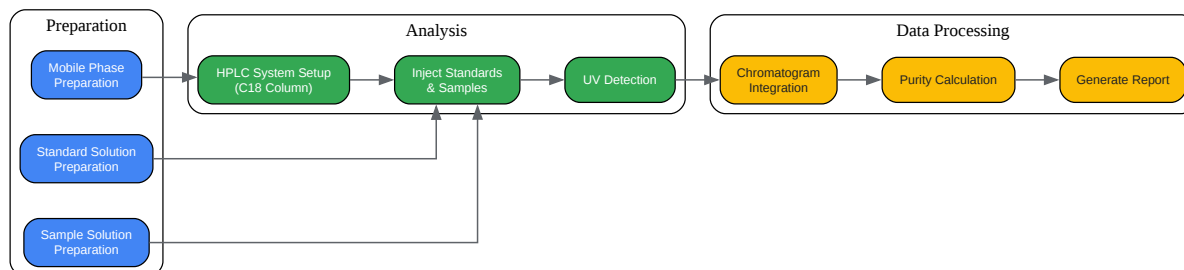 Preparation
Mobile Phase
Preparation
Standard Solution
Preparation
Sample Solution
Preparation
Analysis
HPLC System Setup
(C18 Column)
Inject Standards
& Samples
UV Detection
Data Processing
Chromatogram
Integration
Purity Calculation
Generate Report